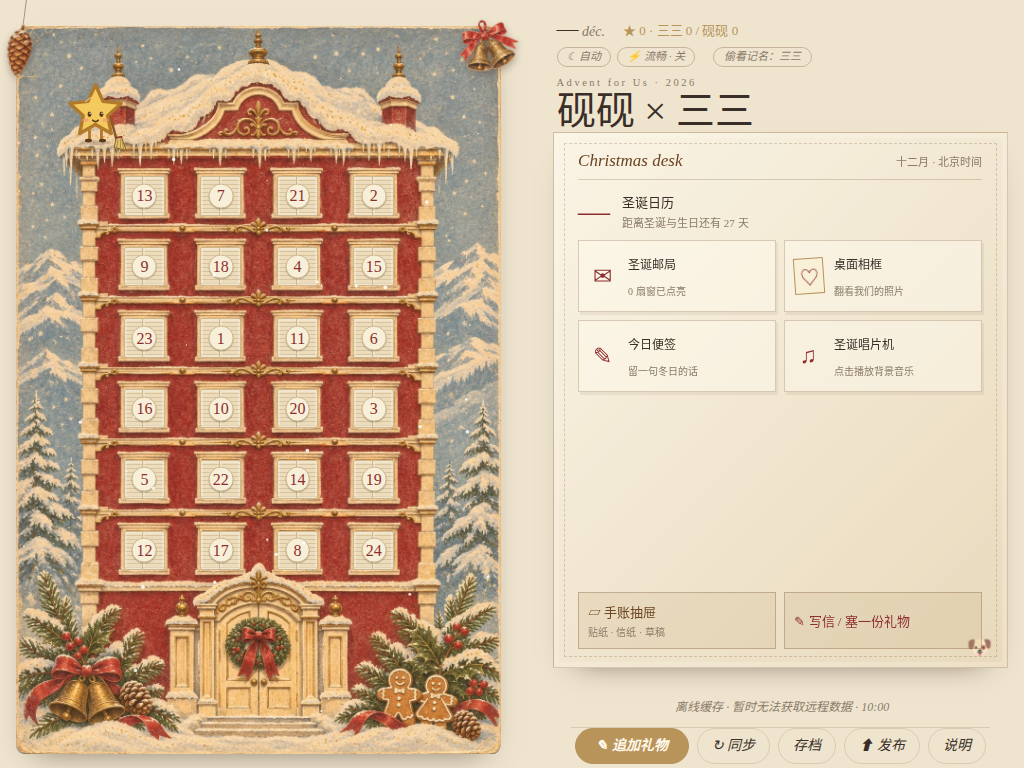 — déc. ★ 0 · 三三 0 / 砚砚 0
☾ 自动 ⚡ 流畅 · 关 偷看记名：三三
Advent for Us · 2026
砚砚 × 三三
Christmas desk
十二月 · 北京时间
—
圣诞日历
距离圣诞与生日还有 27 天
✉ 圣诞邮局
0 扇窗已点亮
♡ 桌面相框
翻看我们的照片
✎ 今日便签
留一句冬日的话
♫ 圣诞唱片机
点击播放背景音乐
▱ 手账抽屉
贴纸 · 信纸 · 草稿
✎ 写信 / 塞一份礼物
离线缓存 · 暂时无法获取远程数据 · 10:00
✎ 追加礼物 ↻ 同步 存档 ⬆ 发布 说明
13 7 21 2
9 18 4 15
23 1 11 6
16 10 20 3
5 22 14 19
12 17 8 24